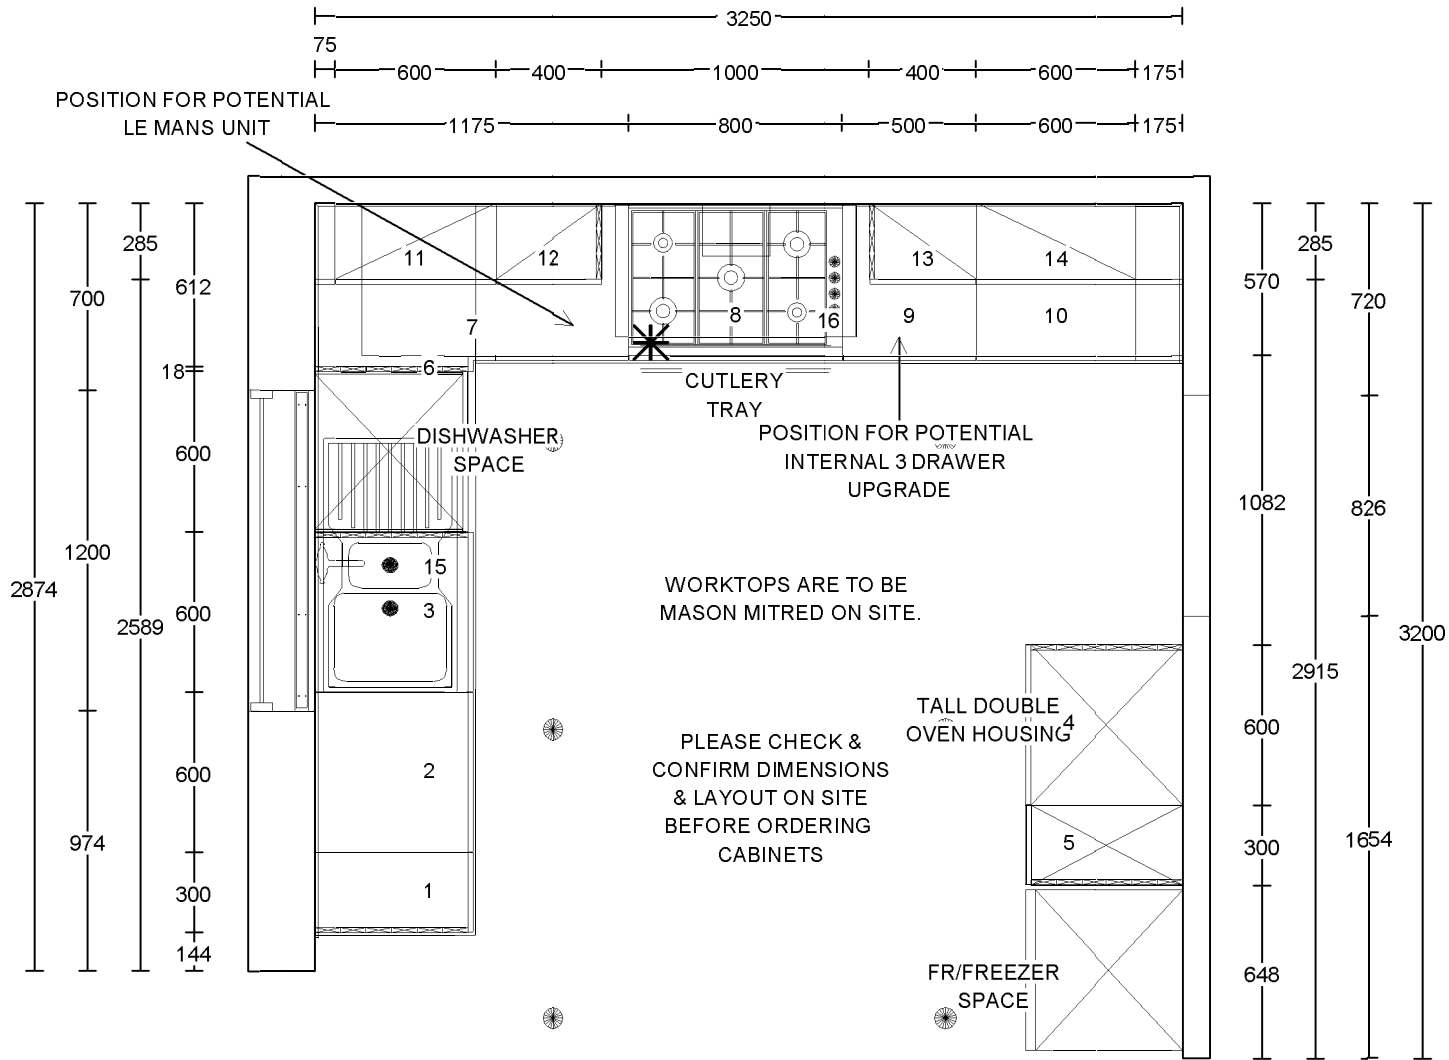 3250
75
600 400 1000 400 600 175
POSITION FOR POTENTIAL
LE MANS UNIT
1175 800 500 600 175
285
700
612
18
600
1200
2874
2589
600
600
974
300
144
285
570
720
1082
826
3200
2915
600
1654
300
648
11 12 13 14
7 8 16 9 10
6
CUTLERY
TRAY
DISHWASHER
SPACE
POSITION FOR POTENTIAL
INTERNAL 3 DRAWER
UPGRADE
15
3
WORKTOPS ARE TO BE
MASON MITRED ON SITE.
TALL DOUBLE
OVEN HOUSING
4
2
PLEASE CHECK &
CONFIRM DIMENSIONS
& LAYOUT ON SITE
BEFORE ORDERING
CABINETS
5
1
FR/FREEZER
SPACE